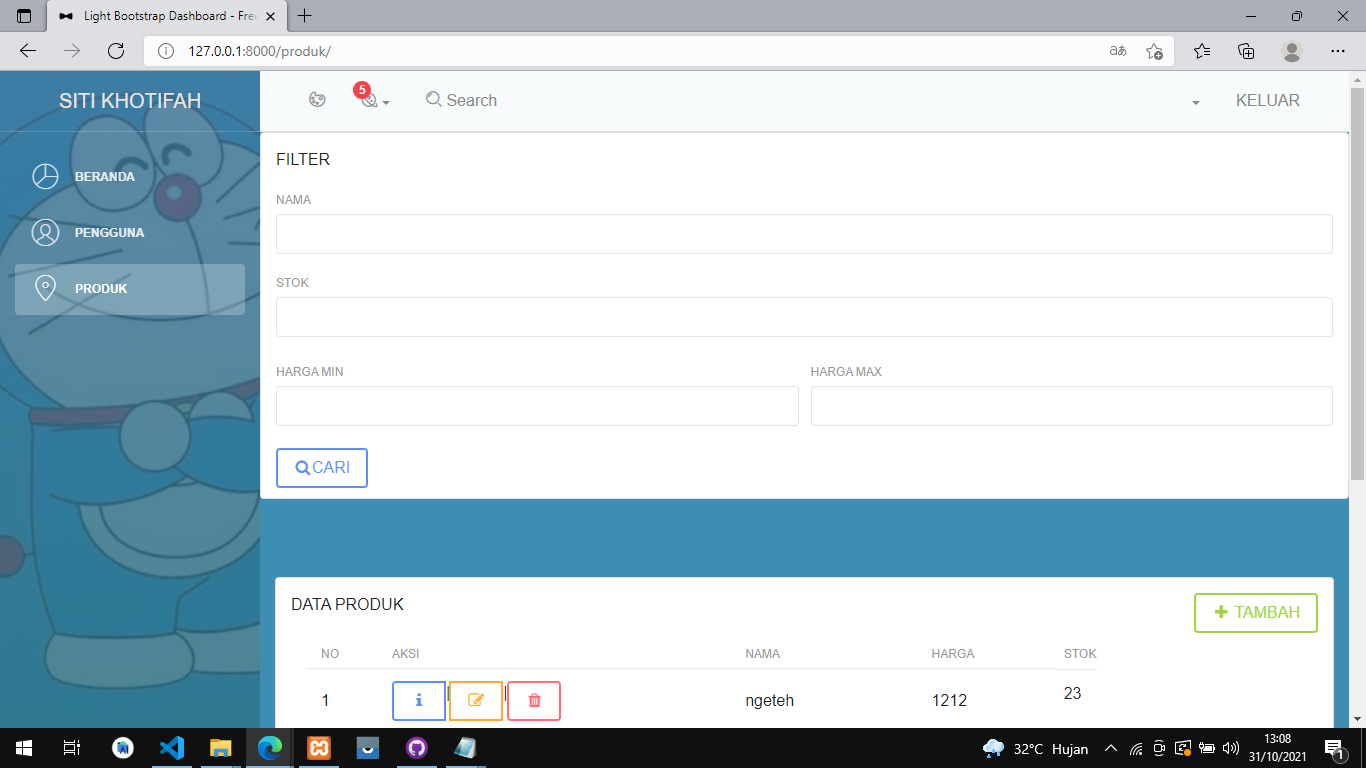 Light Bootstrap Dashboard - Free
127.0.0.1:8000/produk/
SITI KHOTIFAH
5
Search
KELUAR
BERANDA
PENGGUNA
PRODUK
FILTER
NAMA
STOK
HARGA MIN
HARGA MAX
CARI
DATA PRODUK
TAMBAH
NO
AKSI
NAMA
HARGA
STOK
1
ngeteh
1212
23
32°C Hujan
13:08
31/10/2021
1